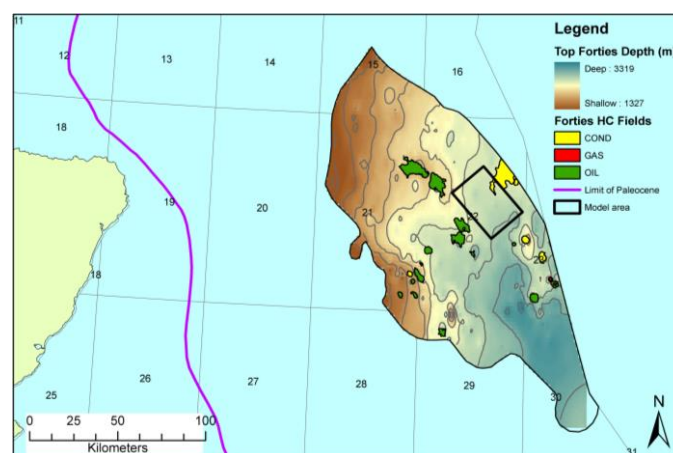 11
12
13
14
15
16
Legend
Top Forties Depth (m
Deep : 3319
Shallow : 1327
Forties HC Fields
COND
GAS
OIL
Limit of Paleocene
Model area
18
19
20
21
22
18
25
26
27
28
29
30
31
0 25 50 100
Kilometers
N